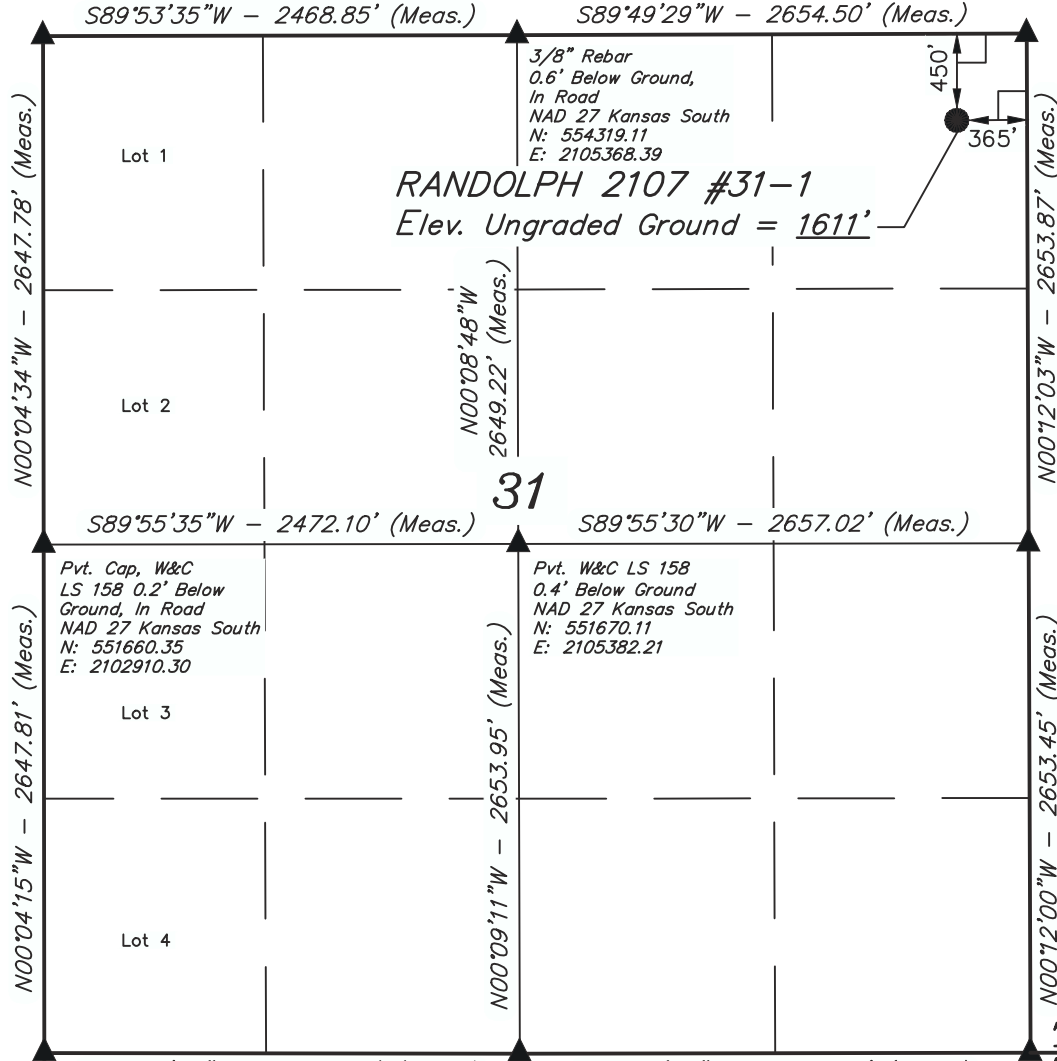 S89°53'35"W - 2468.85' (Meas.)
S89°49'29"W - 2654.50' (Meas.)
3/8" Rebar
0.6' Below Ground,
In Road
NAD 27 Kansas South
N: 554319.11
E: 2105368.39
450'
365'
Lot 1
RANDOLPH 2107 #31-1
Elev. Ungraded Ground = 1611'
N00°04'34"W - 2647.78' (Meas.)
N00°08'48"W
2649.22' (Meas.)
N00°12'03"W - 2653.87' (Meas.)
Lot 2
31
S89°55'35"W - 2472.10' (Meas.)
S89°55'30"W - 2657.02' (Meas.)
Pvt. Cap, W&C
LS 158 0.2' Below
Ground, In Road
NAD 27 Kansas South
N: 551660.35
E: 2102910.30
Pvt. W&C LS 158
0.4' Below Ground
NAD 27 Kansas South
N: 551670.11
E: 2105382.21
Lot 3
N00°04'15"W - 2647.81' (Meas.)
N00°09'11"W - 2653.95' (Meas.)
N00°12'00"W - 2653.45' (Meas.)
Lot 4